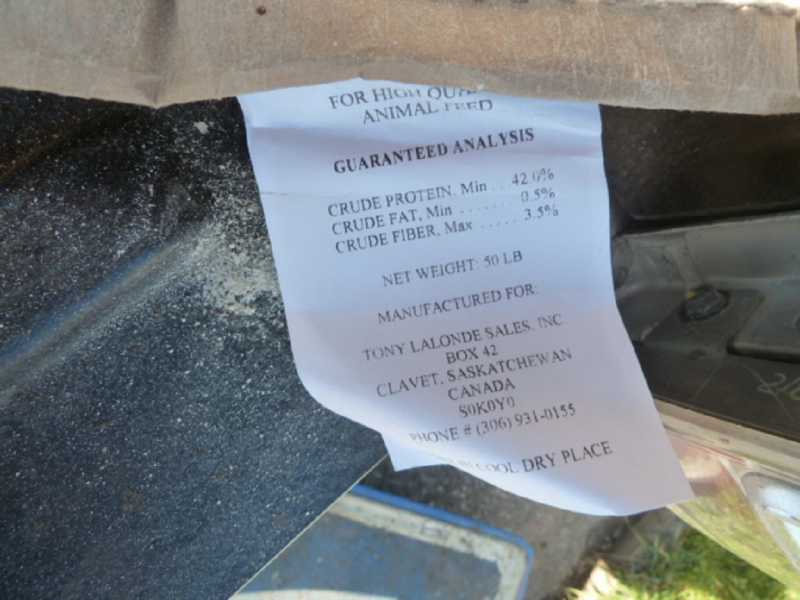 FOR HIGH
ANIMAL FEED
GUARANTEED ANALYSIS
CRUDE PROTEIN, Min . . . 42.0%
CRUDE FAT, Min . . . . . . . 0.5%
CRUDE FIBER, Max . . . . . 3.5%
NET WEIGHT: 50 LB
MANUFACTURED FOR:
TONY LALONDE SALES, INC
BOX 42
CLAVET, SASKATCHEWAN
CANADA
S0K0Y0
PHONE # (306) 931-0155
COOL DRY PLACE